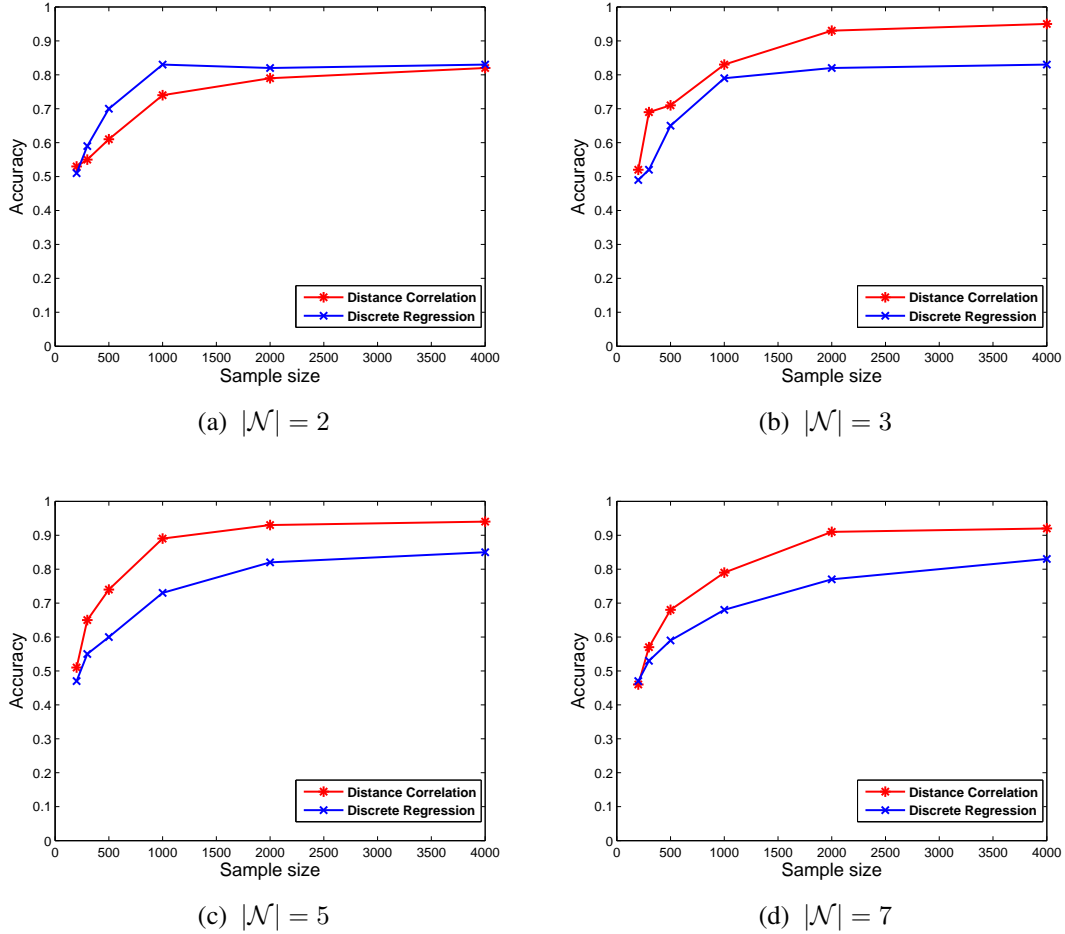 1
0.9
0.8
0.7
0.6
0.5
0.4
0.3
0.2
0.1
0
Accuracy
Distance Correlation
Discrete Regression
0 500 1000 1500 2000 2500 3000 3500 4000
Sample size
(a) |𝒩| = 2
1
0.9
0.8
0.7
0.6
0.5
0.4
0.3
0.2
0.1
0
Accuracy
Distance Correlation
Discrete Regression
0 500 1000 1500 2000 2500 3000 3500 4000
Sample size
(b) |𝒩| = 3
1
0.9
0.8
0.7
0.6
0.5
0.4
0.3
0.2
0.1
0
Accuracy
Distance Correlation
Discrete Regression
0 500 1000 1500 2000 2500 3000 3500 4000
Sample size
(c) |𝒩| = 5
1
0.9
0.8
0.7
0.6
0.5
0.4
0.3
0.2
0.1
0
Accuracy
Distance Correlation
Discrete Regression
0 500 1000 1500 2000 2500 3000 3500 4000
Sample size
(d) |𝒩| = 7